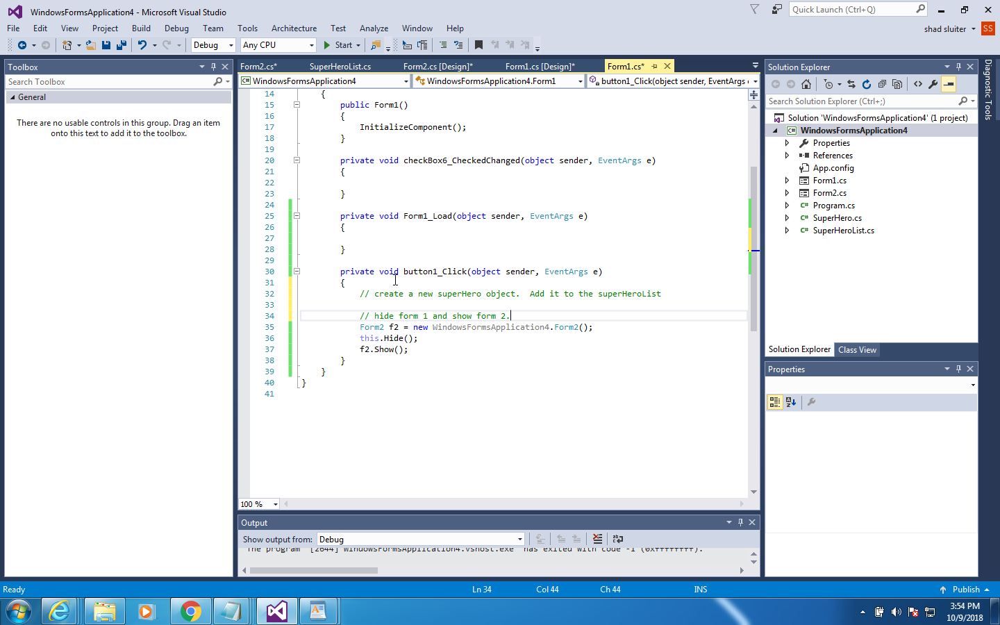 WindowsFormsApplication4 - Microsoft Visual Studio
Quick Launch (Ctrl+Q)
File Edit View Project Build Debug Team Tools Architecture Test Analyze Window Help
shad sluiter SS
Debug Any CPU Start
Toolbox
Search Toolbox
General
There are no usable controls in this group. Drag an item
onto this text to add it to the toolbox.
Form2.cs* SuperHeroList.cs Form2.cs [Design]* Form1.cs [Design]* Form1.cs*
WindowsFormsApplication4 WindowsFormsApplication4.Form1 button1_Click(object sender, EventArgs
14 {
15 public Form1()
16 {
17 InitializeComponent();
18 }
19
20 private void checkBox6_CheckedChanged(object sender, EventArgs e)
21 {
22
23 }
24
25 private void Form1_Load(object sender, EventArgs e)
26 {
27
28 }
29
30 private void button1_Click(object sender, EventArgs e)
31 {
32 // create a new superHero object.  Add it to the superHeroList
33
34 // hide form 1 and show form 2.
35 Form2 f2 = new WindowsFormsApplication4.Form2();
36 this.Hide();
37 f2.Show();
38 }
39 }
40 }
41
100 %
Output
Show output from: Debug
The program '[2644] WindowsFormsApplication4.vshost.exe' has exited with code -1 (0xffffffff).
Solution Explorer
Search Solution Explorer (Ctrl+;)
Solution 'WindowsFormsApplication4' (1 project)
C# WindowsFormsApplication4
Properties
References
App.config
Form1.cs
Form2.cs
C# Program.cs
C# SuperHero.cs
C# SuperHeroList.cs
Solution Explorer Class View
Properties
Diagnostic Tools
Ready Ln 34 Col 44 Ch 44 INS Publish
3:54 PM
10/9/2018